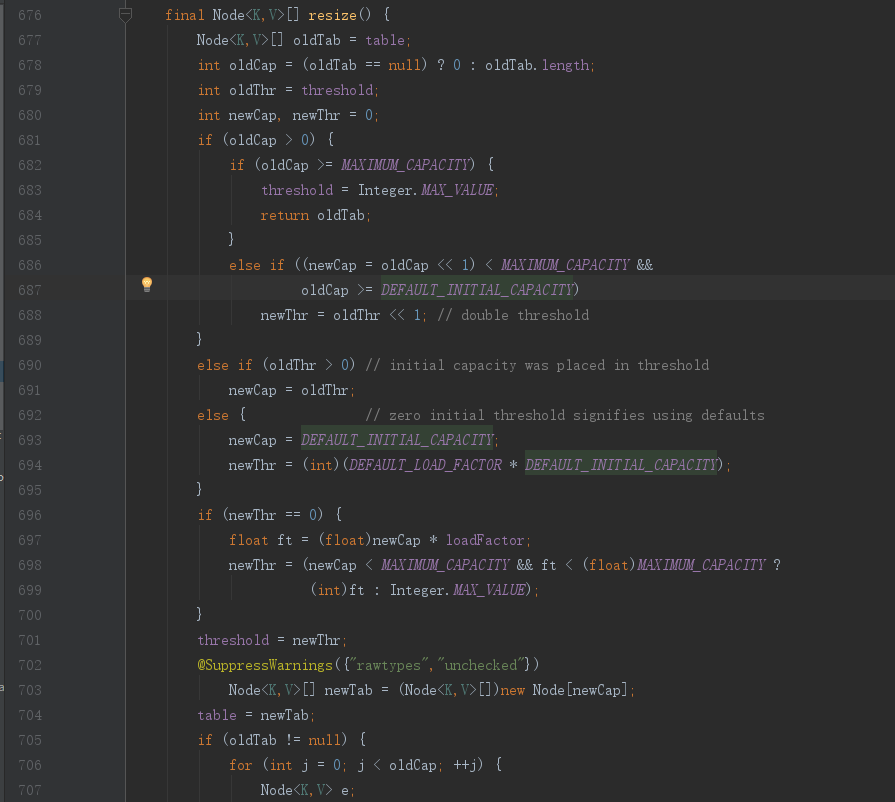 676 final Node<K,V>[] resize() {
677 Node<K,V>[] oldTab = table;
678 int oldCap = (oldTab == null) ? 0 : oldTab.length;
679 int oldThr = threshold;
680 int newCap, newThr = 0;
681 if (oldCap > 0) {
682 if (oldCap >= MAXIMUM_CAPACITY) {
683 threshold = Integer.MAX_VALUE;
684 return oldTab;
685 }
686 else if ((newCap = oldCap << 1) < MAXIMUM_CAPACITY &&
687 oldCap >= DEFAULT_INITIAL_CAPACITY)
688 newThr = oldThr << 1; // double threshold
689 }
690 else if (oldThr > 0) // initial capacity was placed in threshold
691 newCap = oldThr;
692 else { // zero initial threshold signifies using defaults
693 newCap = DEFAULT_INITIAL_CAPACITY;
694 newThr = (int)(DEFAULT_LOAD_FACTOR * DEFAULT_INITIAL_CAPACITY);
695 }
696 if (newThr == 0) {
697 float ft = (float)newCap * loadFactor;
698 newThr = (newCap < MAXIMUM_CAPACITY && ft < (float)MAXIMUM_CAPACITY ?
699 (int)ft : Integer.MAX_VALUE);
700 }
701 threshold = newThr;
702 @SuppressWarnings({"rawtypes","unchecked"})
703 Node<K,V>[] newTab = (Node<K,V>[])new Node[newCap];
704 table = newTab;
705 if (oldTab != null) {
706 for (int j = 0; j < oldCap; ++j) {
707 Node<K,V> e;